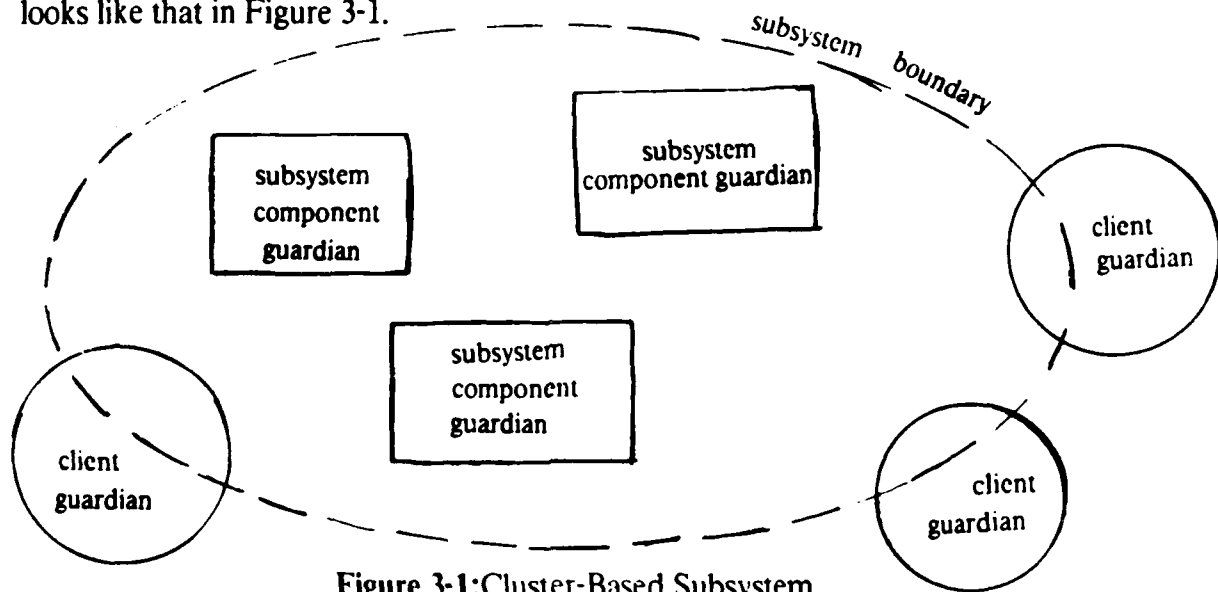 looks like that in Figure 3-1.
subsystem boundary
subsystem
component
guardian
subsystem
component guardian
client
guardian
subsystem
component
guardian
client
guardian
client
guardian
Figure 3-1:Cluster-Based Subsystem